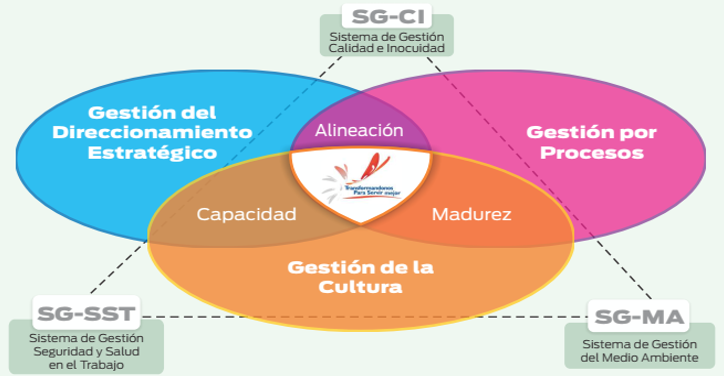 SG-CI
Sistema de Gestión
Calidad e Inocuidad
Gestión del
Direccionamiento
Estratégico
Alineación
Gestión por
Procesos
Transformándonos
Para Servir mejor
Capacidad
Madurez
Gestión de la
Cultura
SG-SST
Sistema de Gestión
Seguridad y Salud
en el Trabajo
SG-MA
Sistema de Gestión
del Medio Ambiente